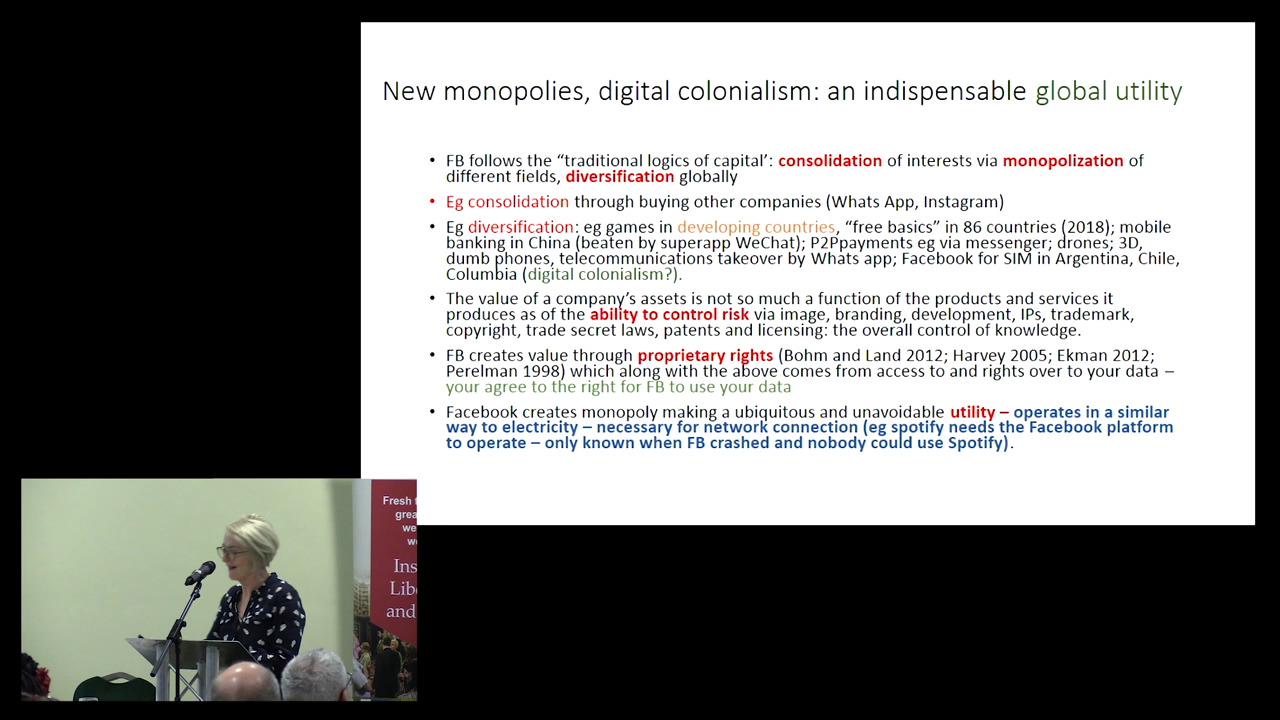 New monopolies, digital colonialism: an indispensable global utility
• FB follows the “traditional logics of capital’: consolidation of interests via monopolization of
different fields, diversification globally
• Eg consolidation through buying other companies (Whats App, Instagram)
• Eg diversification: eg games in developing countries, “free basics” in 86 countries (2018); mobile
banking in China (beaten by superapp WeChat); P2Ppayments eg via messenger; drones; 3D,
dumb phones, telecommunications takeover by Whats app; Facebook for SIM in Argentina, Chile,
Columbia (digital colonialism?).
• The value of a company’s assets is not so much a function of the products and services it
produces as of the ability to control risk via image, branding, development, IPs, trademark,
copyright, trade secret laws, patents and licensing: the overall control of knowledge.
• FB creates value through proprietary rights (Bohm and Land 2012; Harvey 2005; Ekman 2012;
Perelman 1998) which along with the above comes from access to and rights over to your data –
your agree to the right for FB to use your data
• Facebook creates monopoly making a ubiquitous and unavoidable utility – operates in a similar
way to electricity – necessary for network connection (eg spotify needs the Facebook platform
to operate – only known when FB crashed and nobody could use Spotify).
Fresh
grea
we
w
Ins
Lib
and